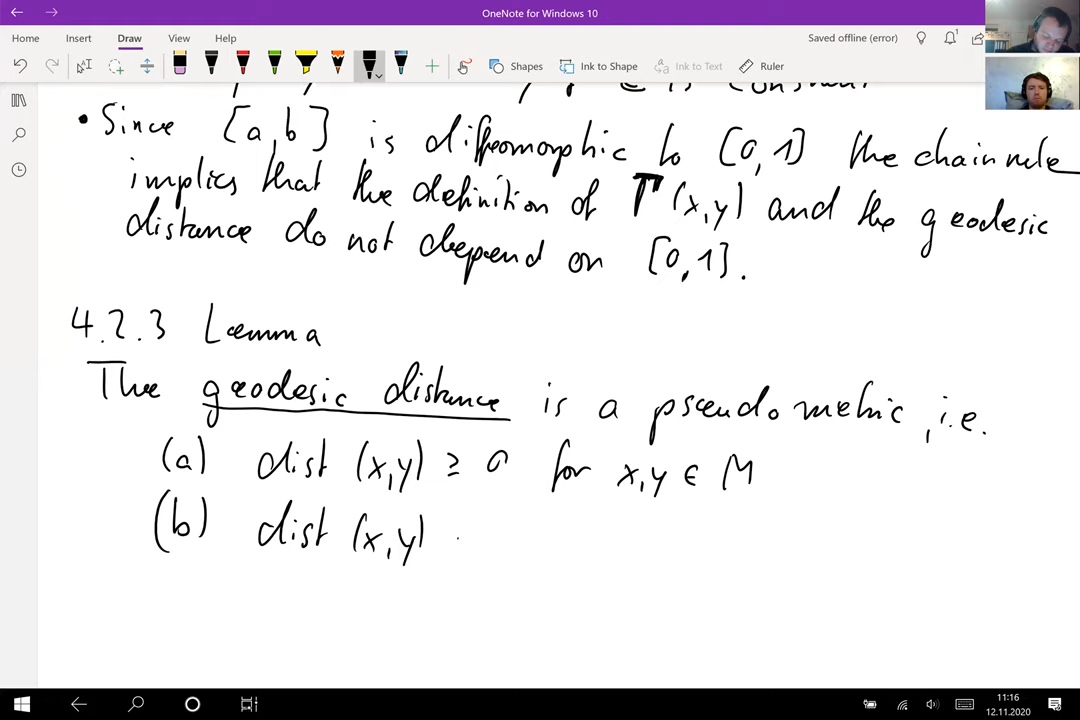 OneNote for Windows 10
Home Insert Draw View Help
Saved offline (error)
Shapes Ink to Shape Ink to Text Ruler
is
• Since [a,b] is diffeomorphic to [0,1] the chain rule
implies that the definition of Γ(x,y) and the geodesic
distance do not depend on [0,1].
4.2.3 Lemma
The geodesic distance is a pseudometric, i.e.
(a) dist (x,y) ≥ 0 for x,y ∈ M
(b) dist (x,y)
11:16
12.11.2020